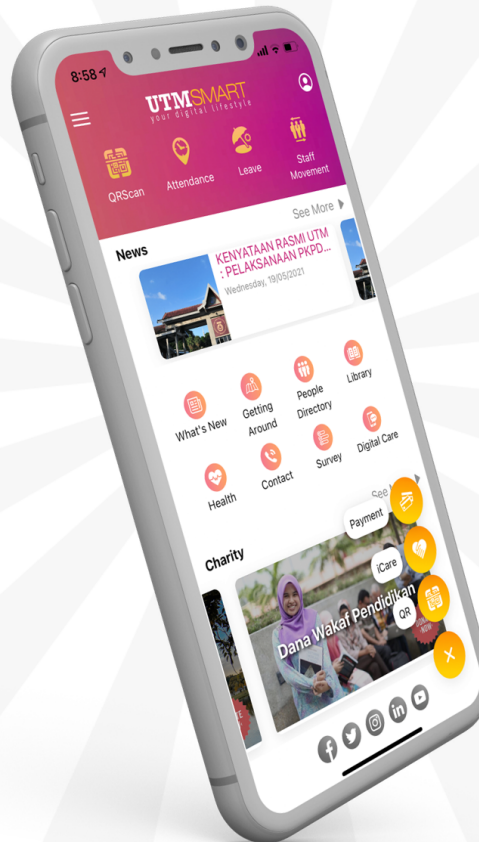 8:58
UTMSMART
your digital lifestyle
QRScan
Attendance
Leave
Staff
Movement
See More
News
KENYATAAN RASMI UTM
: PELAKSANAAN PKPD...
Wednesday, 19/05/2021
What's New
Getting
Around
People
Directory
Library
Health
Contact
Survey
Digital Care
See
Payment
Charity
iCare
QR
Dana Wakaf Pendidikan
NOW